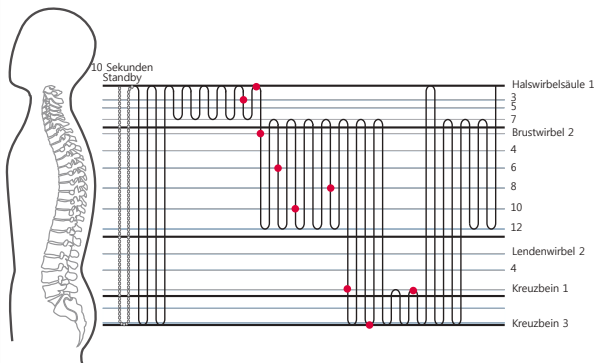 10 Sekunden
Standby
Halswirbelsäule 1
3
5
7
Brustwirbel 2
4
6
8
10
12
Lendenwirbel 2
4
Kreuzbein 1
Kreuzbein 3